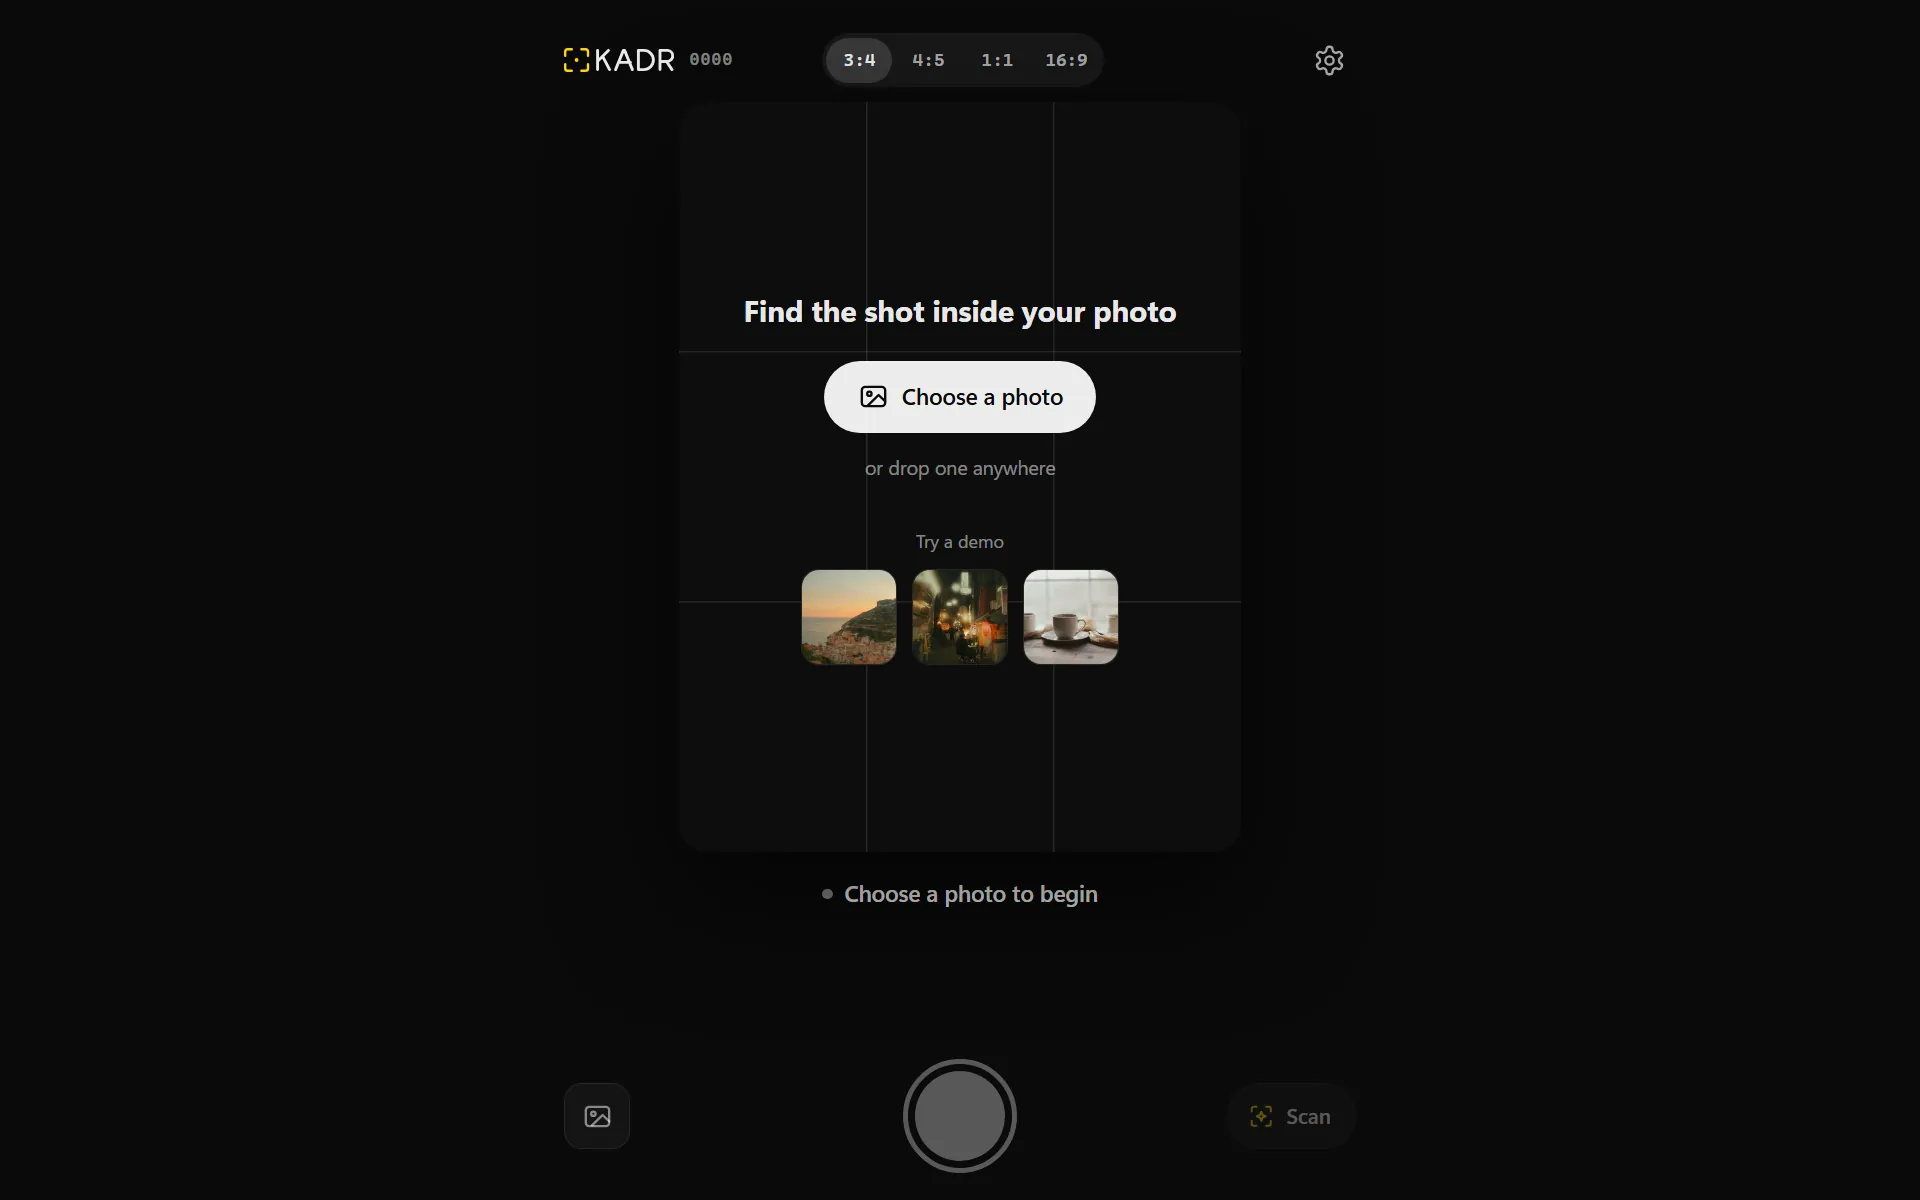 KADR 0000
3:4 4:5 1:1 16:9
Find the shot inside your photo
Choose a photo
or drop one anywhere
Try a demo
Choose a photo to begin
Scan